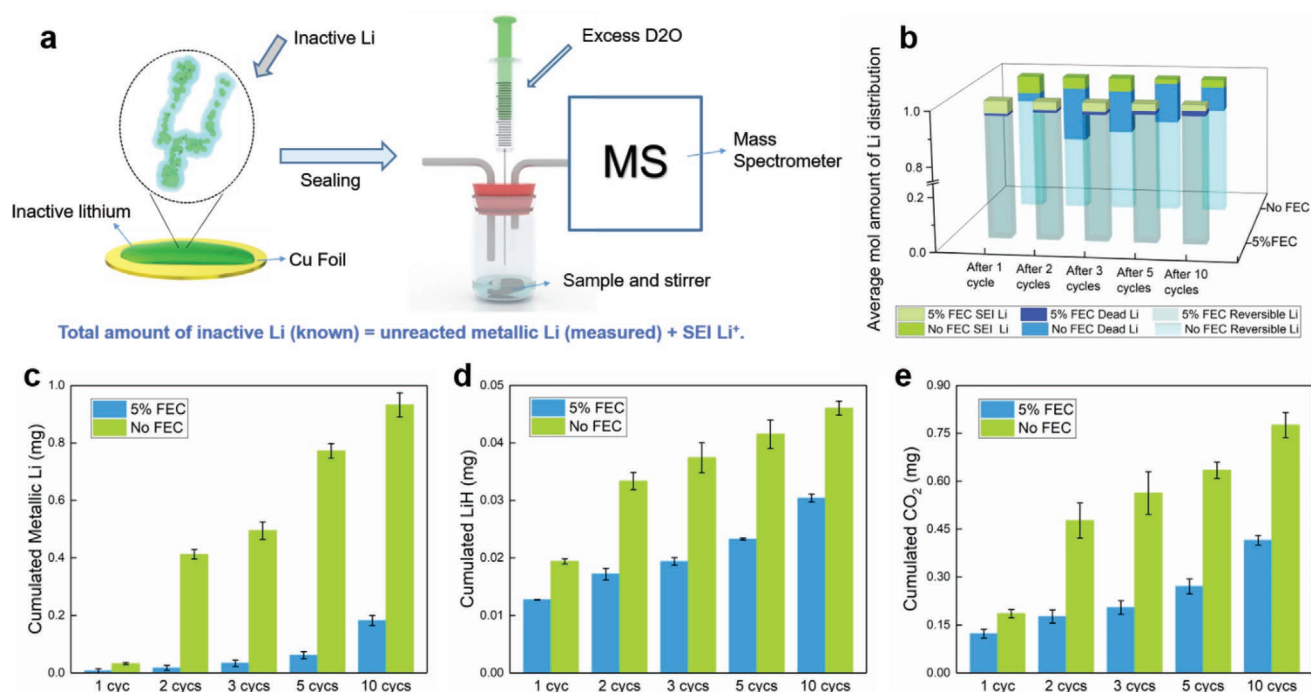 a
Inactive Li
Excess D2O
Sealing
MS
Mass
Spectrometer
Inactive lithium
Cu Foil
Sample and stirrer
Total amount of inactive Li (known) = unreacted metallic Li (measured) + SEI Li⁺.
b
Average mol amount of Li distribution
1.0
0.8
0.2
0.0
No FEC
5%FEC
After 1
cycle
After 2
cycles
After 3
cycles
After 5
cycles
After 10
cycles
5% FEC SEI Li
5% FEC Dead Li
5% FEC Reversible Li
No FEC SEI Li
No FEC Dead Li
No FEC Reversible Li
c
Cumulated Metallic Li (mg)
1.0
0.8
0.6
0.4
0.2
0.0
5% FEC
No FEC
1 cyc 2 cycs 3 cycs 5 cycs 10 cycs
d
Cumulated LiH (mg)
0.05
0.04
0.03
0.02
0.01
0.00
5% FEC
No FEC
1 cyc 2 cycs 3 cycs 5 cycs 10 cycs
e
Cumulated CO₂ (mg)
0.90
0.75
0.60
0.45
0.30
0.15
0.00
5% FEC
No FEC
1 cyc 2 cycs 3 cycs 5 cycs 10 cycs